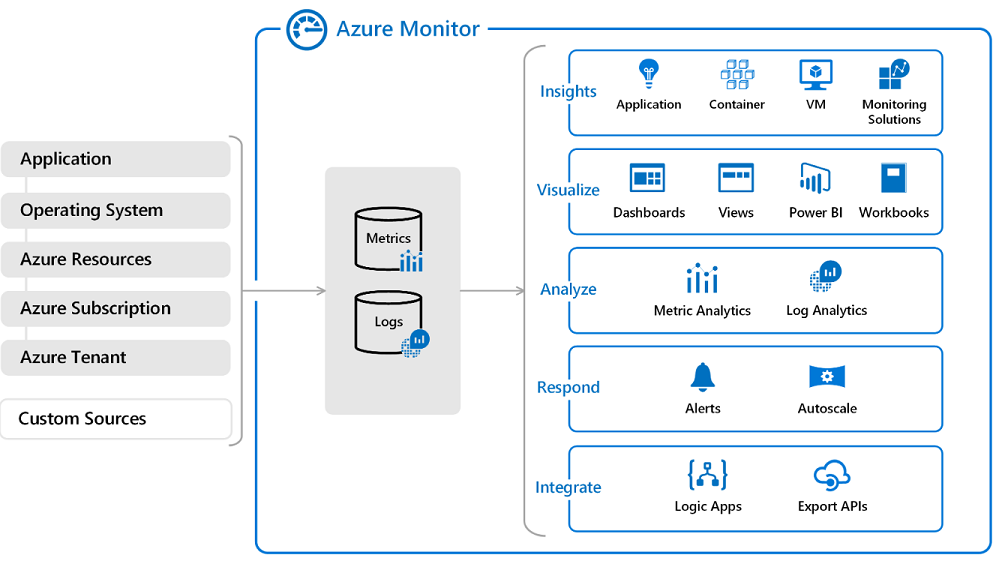 Azure Monitor
Application
Operating System
Azure Resources
Azure Subscription
Azure Tenant
Custom Sources
Metrics
Logs
Insights
Application
Container
VM
Monitoring
Solutions
Visualize
Dashboards
Views
Power BI
Workbooks
Analyze
Metric Analytics
Log Analytics
Respond
Alerts
Autoscale
Integrate
Logic Apps
Export APIs